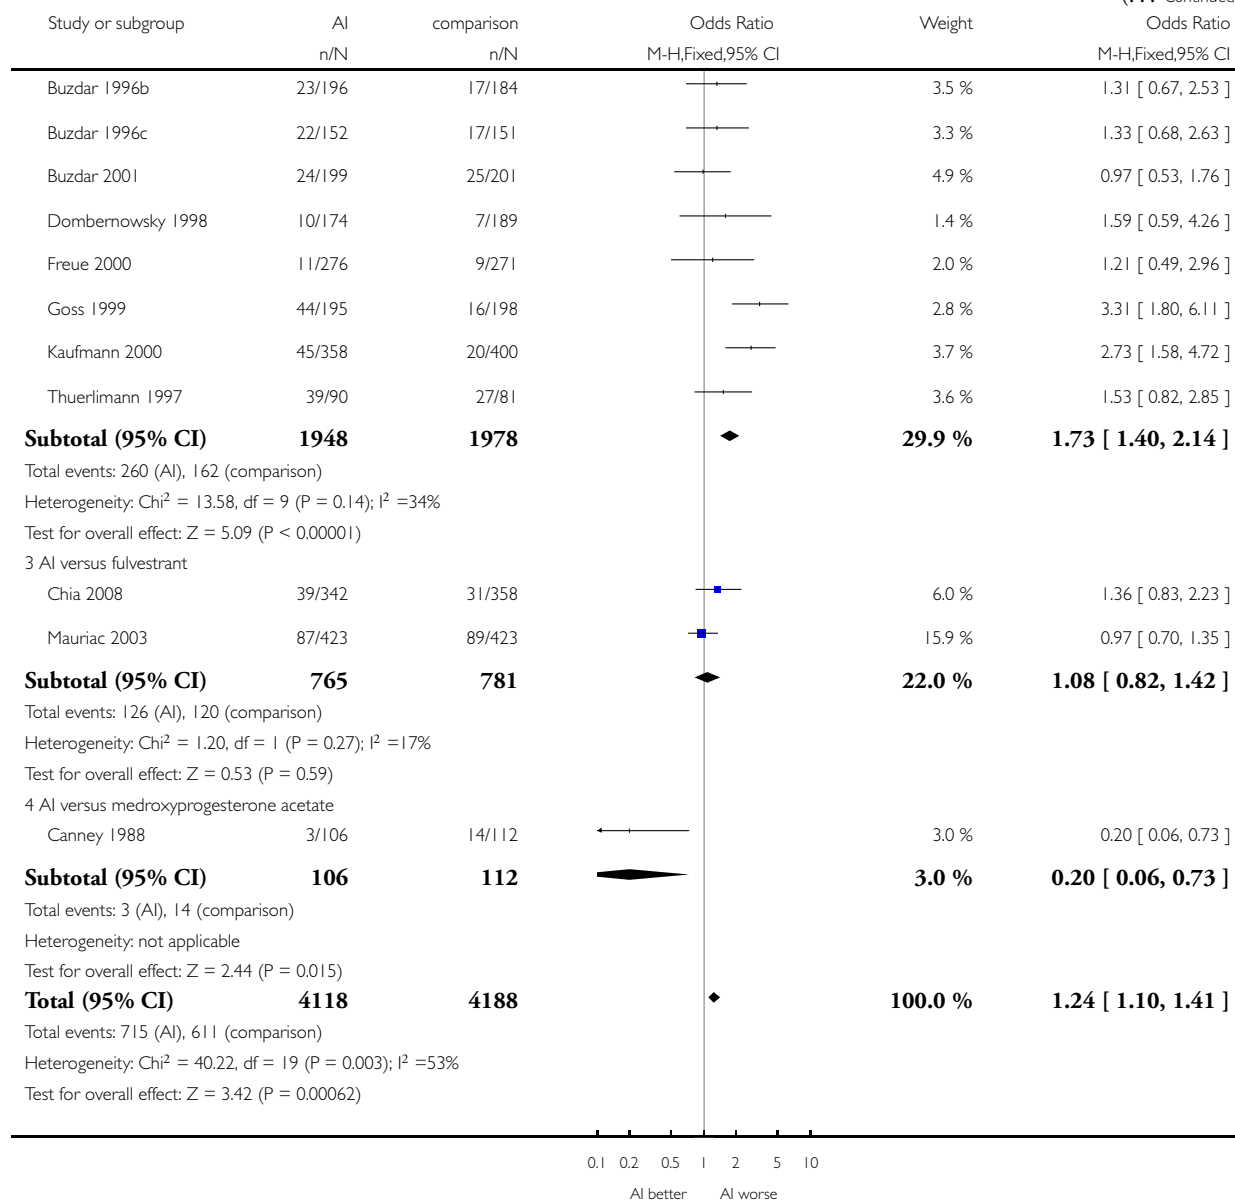 (... Continued
Study or subgroup AI comparison Odds Ratio Weight Odds Ratio
n/N n/N M-H,Fixed,95% CI M-H,Fixed,95% CI
Buzdar 1996b 23/196 17/184 3.5 % 1.31 [ 0.67, 2.53 ]
Buzdar 1996c 22/152 17/151 3.3 % 1.33 [ 0.68, 2.63 ]
Buzdar 2001 24/199 25/201 4.9 % 0.97 [ 0.53, 1.76 ]
Dombernowsky 1998 10/174 7/189 1.4 % 1.59 [ 0.59, 4.26 ]
Freue 2000 11/276 9/271 2.0 % 1.21 [ 0.49, 2.96 ]
Goss 1999 44/195 16/198 2.8 % 3.31 [ 1.80, 6.11 ]
Kaufmann 2000 45/358 20/400 3.7 % 2.73 [ 1.58, 4.72 ]
Thuerlimann 1997 39/90 27/81 3.6 % 1.53 [ 0.82, 2.85 ]
Subtotal (95% CI) 1948 1978 29.9 % 1.73 [ 1.40, 2.14 ]
Total events: 260 (AI), 162 (comparison)
Heterogeneity: Chi² = 13.58, df = 9 (P = 0.14); I² =34%
Test for overall effect: Z = 5.09 (P < 0.00001)
3 AI versus fulvestrant
Chia 2008 39/342 31/358 6.0 % 1.36 [ 0.83, 2.23 ]
Mauriac 2003 87/423 89/423 15.9 % 0.97 [ 0.70, 1.35 ]
Subtotal (95% CI) 765 781 22.0 % 1.08 [ 0.82, 1.42 ]
Total events: 126 (AI), 120 (comparison)
Heterogeneity: Chi² = 1.20, df = 1 (P = 0.27); I² =17%
Test for overall effect: Z = 0.53 (P = 0.59)
4 AI versus medroxyprogesterone acetate
Canney 1988 3/106 14/112 3.0 % 0.20 [ 0.06, 0.73 ]
Subtotal (95% CI) 106 112 3.0 % 0.20 [ 0.06, 0.73 ]
Total events: 3 (AI), 14 (comparison)
Heterogeneity: not applicable
Test for overall effect: Z = 2.44 (P = 0.015)
Total (95% CI) 4118 4188 100.0 % 1.24 [ 1.10, 1.41 ]
Total events: 715 (AI), 611 (comparison)
Heterogeneity: Chi² = 40.22, df = 19 (P = 0.003); I² =53%
Test for overall effect: Z = 3.42 (P = 0.00062)
0.1 0.2 0.5 1 2 5 10
AI better AI worse